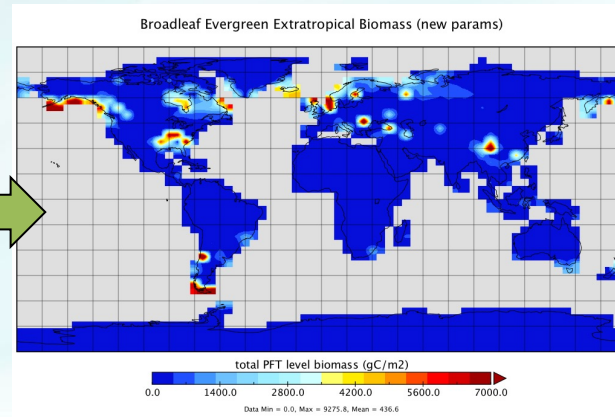 Broadleaf Evergreen Extratropical Biomass (new params)
total PFT level biomass (gC/m2)
0.0 1400.0 2800.0 4200.0 5600.0 7000.0
Data Min = 0.0, Max = 9275.8, Mean = 436.6